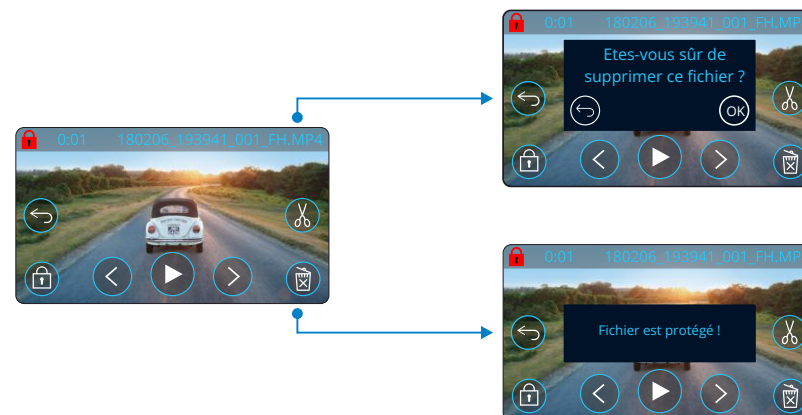 0:01 180206_193941_001_FH.MP4
0:01 180206_193941_001_FH.MP
Etes-vous sûr de
supprimer ce fichier ?
OK
0:01 180206_193941_001_FH.MP
Fichier est protégé !